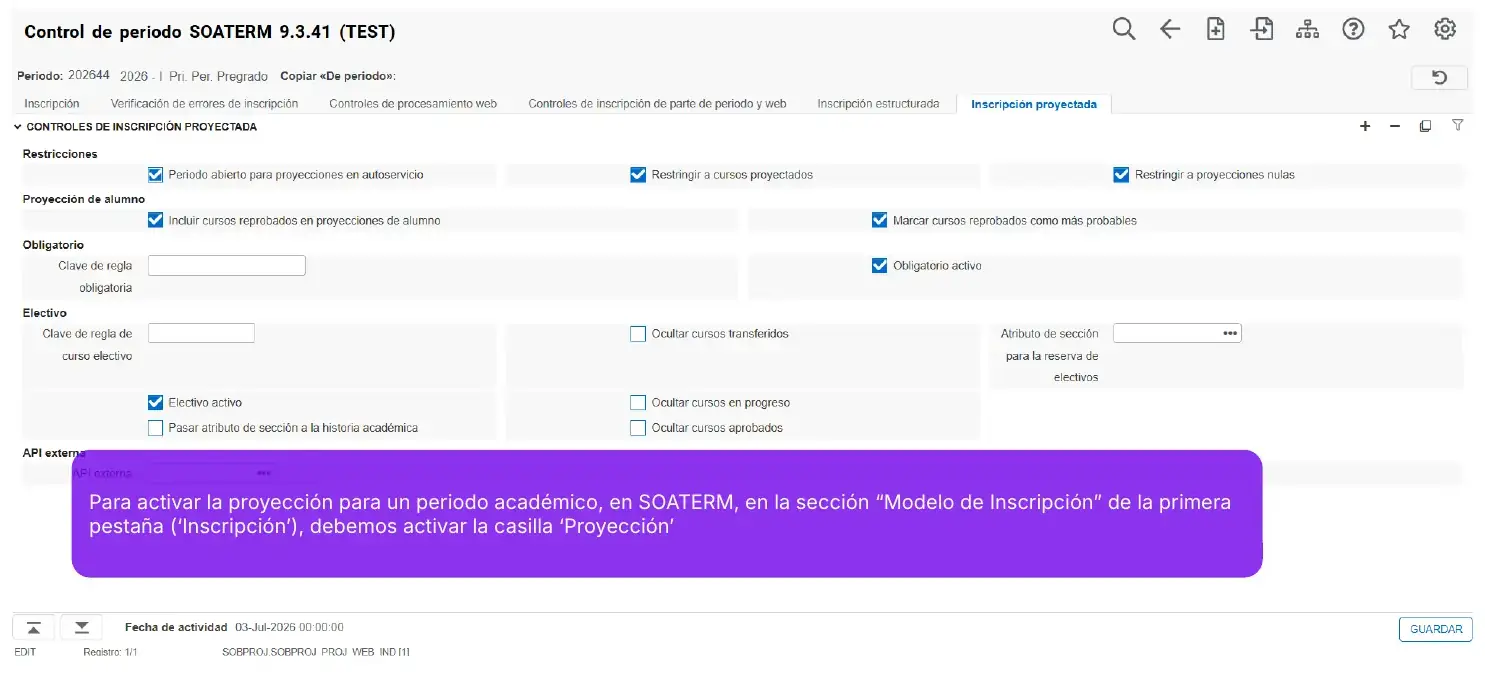 Control de periodo SOATERM 9.3.41 (TEST)
Periodo: 202644 2026 - I Pri. Per. Pregrado Copiar «De periodo»:
Inscripción Verificación de errores de inscripción Controles de procesamiento web Controles de inscripción de parte de periodo y web Inscripción estructurada Inscripción proyectada
CONTROLES DE INSCRIPCIÓN PROYECTADA
Restricciones
Periodo abierto para proyecciones en autoservicio Restringir a cursos proyectados Restringir a proyecciones nulas
Proyección de alumno
Incluir cursos reprobados en proyecciones de alumno Marcar cursos reprobados como más probables
Obligatorio
Clave de regla obligatoria Obligatorio activo
Electivo
Clave de regla de curso electivo Ocultar cursos transferidos Atributo de sección para la reserva de electivos
Electivo activo Ocultar cursos en progreso
Pasar atributo de sección a la historia académica Ocultar cursos aprobados
API externa
API externa
Para activar la proyección para un periodo académico, en SOATERM, en la sección “Modelo de Inscripción” de la primera
pestaña (‘Inscripción’), debemos activar la casilla ‘Proyección’
Fecha de actividad 03-Jul-2026 00:00:00
GUARDAR
EDIT Registro: 1/1 SOBPROJ.SOBPROJ_PROJ_WEB_IND [1]